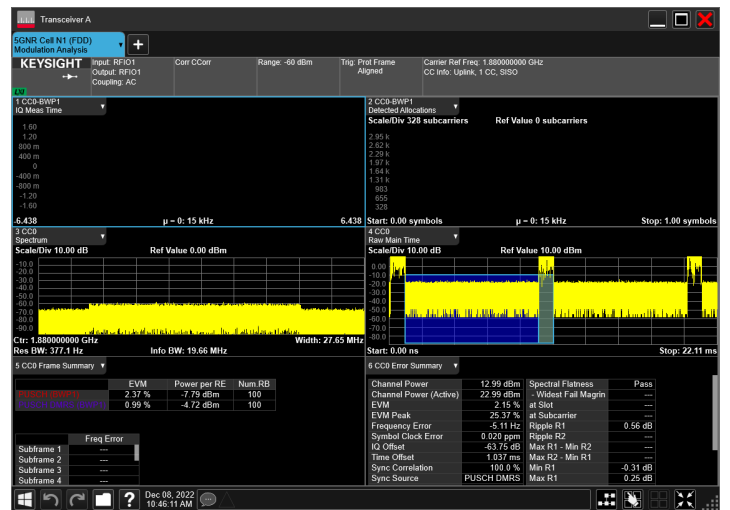 Transceiver A
5GNR Cell N1 (FDD)
Modulation Analysis
KEYSIGHT
Input: RFIO1
Output: RFIO1
Coupling: AC
Corr CCorr
Range: -60 dBm
Trig: Prot Frame
Aligned
Carrier Ref Freq: 1.880000000 GHz
CC Info: Uplink, 1 CC, SISO
1 CC0-BWP1
IQ Meas Time
1.60
1.20
800 m
400 m
0
-400 m
-800 m
-1.20
-1.60
-6.438
μ = 0: 15 kHz
6.438
2 CC0-BWP1
Detected Allocations
Scale/Div 328 subcarriers
Ref Value 0 subcarriers
2.95 k
2.62 k
2.29 k
1.97 k
1.64 k
1.31 k
983
655
328
Start: 0.00 symbols
μ = 0: 15 kHz
Stop: 1.00 symbols
3 CC0
Spectrum
Scale/Div 10.00 dB
Ref Value 0.00 dBm
-10.0
-20.0
-30.0
-40.0
-50.0
-60.0
-70.0
-80.0
-90.0
Ctr: 1.880000000 GHz
Width: 27.65 MHz
Res BW: 377.1 Hz
Info BW: 19.66 MHz
4 CC0
Raw Main Time
Scale/Div 10.00 dB
Ref Value 10.00 dBm
0.00
-10.0
-20.0
-30.0
-40.0
-50.0
-60.0
-70.0
-80.0
Start: 0.00 ns
Stop: 22.11 ms
5 CC0 Frame Summary
EVM Power per RE Num.RB
PUSCH (BWP1) 2.37 % -7.79 dBm 100
0.99 % -4.72 dBm 100
Freq Error
Subframe 1 ---
Subframe 2 ---
Subframe 3 ---
Subframe 4 ---
6 CC0 Error Summary
Channel Power 12.99 dBm Spectral Flatness Pass
Channel Power (Active) 22.99 dBm - Widest Fail Magrin ---
EVM 2.15 % at Slot ---
EVM Peak 25.37 % at Subcarrier ---
Frequency Error -5.11 Hz Ripple R1 0.56 dB
Symbol Clock Error 0.020 ppm Ripple R2 ---
IQ Offset -63.75 dB Max R1 - Min R2 ---
Time Offset 1.037 ms Max R2 - Min R1 ---
Sync Correlation 100.0 % Min R1 -0.31 dB
Sync Source PUSCH DMRS Max R1 0.25 dB
Dec 08, 2022
10:46:11 AM